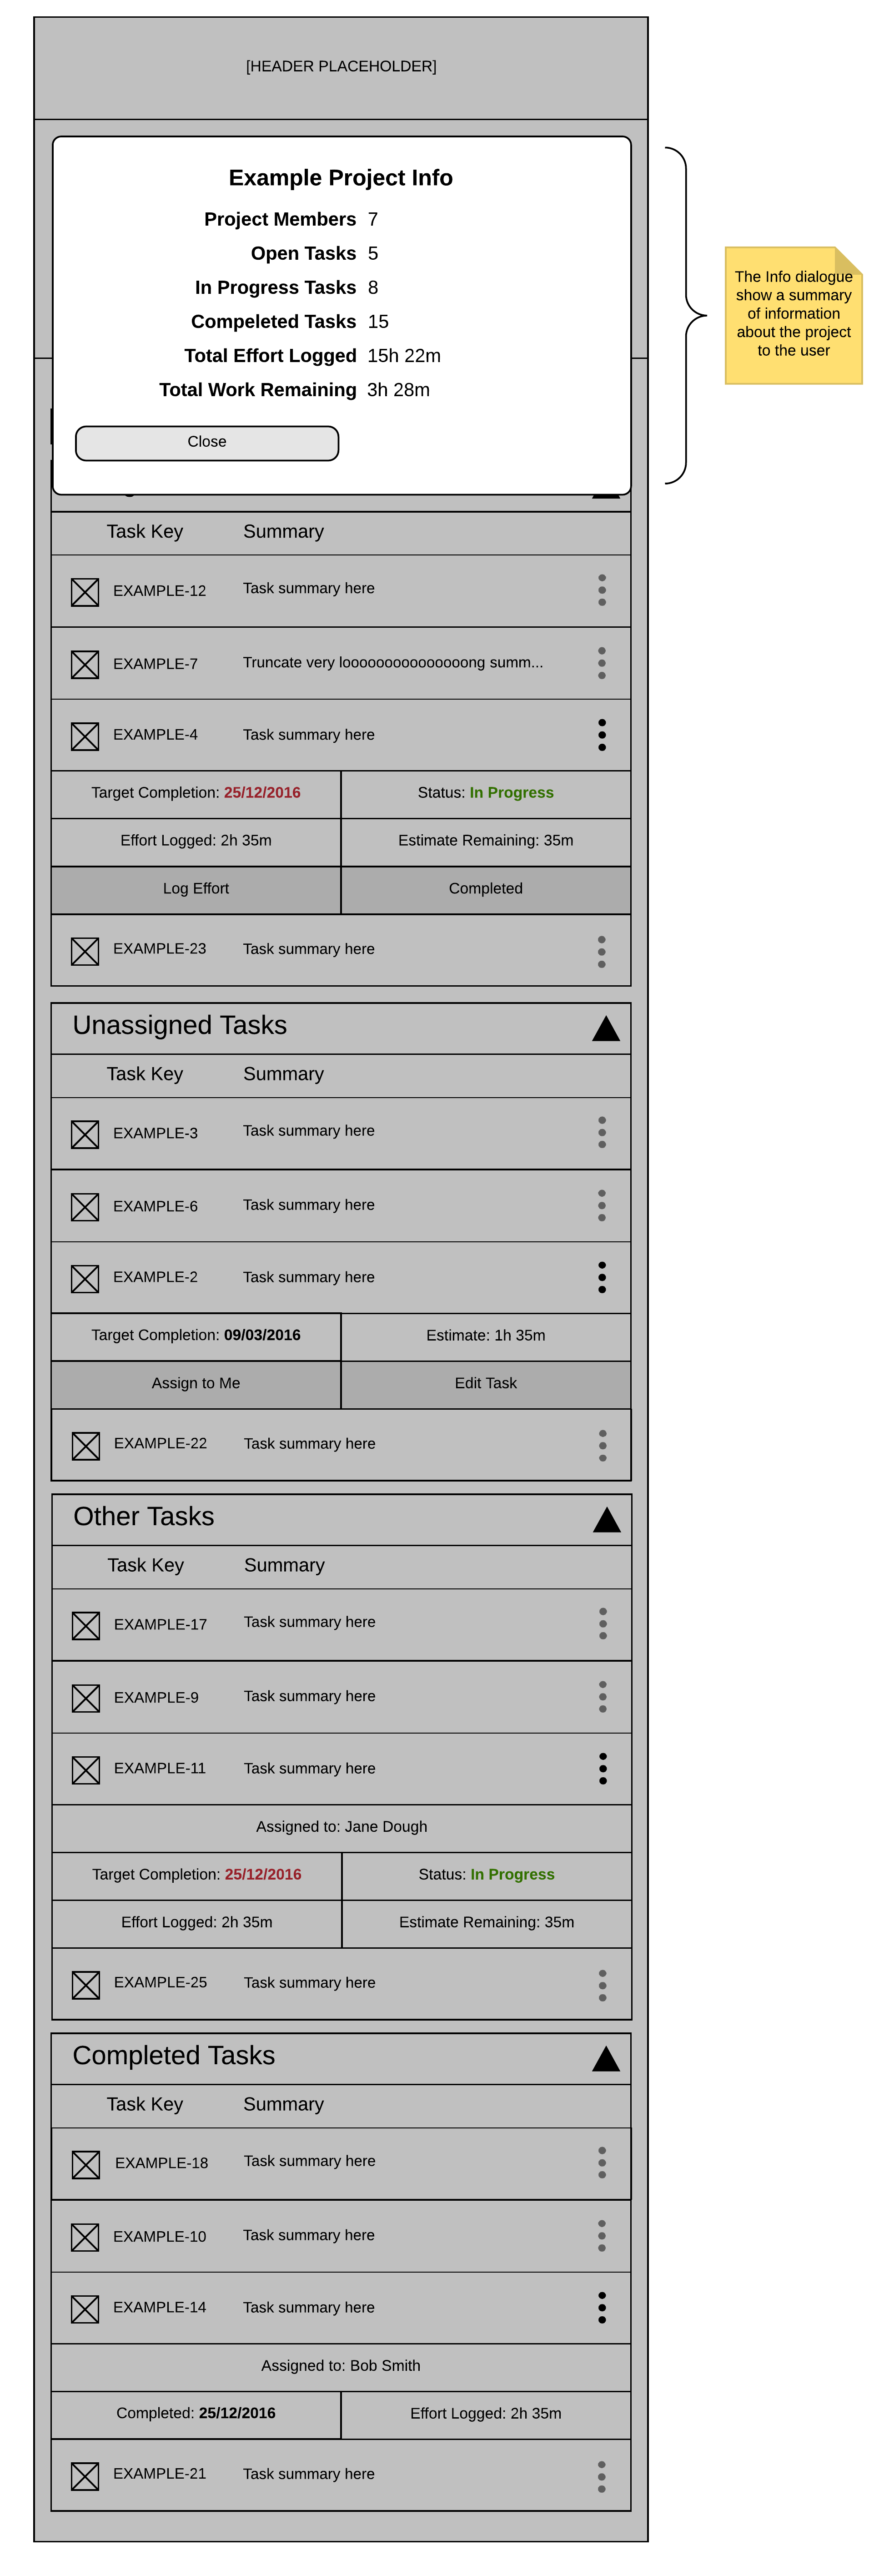 [HEADER PLACEHOLDER]
Example Project Info
Project Members 7
Open Tasks 5
In Progress Tasks 8
Compeleted Tasks 15
Total Effort Logged 15h 22m
Total Work Remaining 3h 28m
Close
The Info dialogue
show a summary
of information
about the project
to the user
Task Key Summary
EXAMPLE-12 Task summary here
EXAMPLE-7 Truncate very looooooooooooooong summ...
EXAMPLE-4 Task summary here
Target Completion: 25/12/2016 Status: In Progress
Effort Logged: 2h 35m Estimate Remaining: 35m
Log Effort Completed
EXAMPLE-23 Task summary here
Unassigned Tasks
Task Key Summary
EXAMPLE-3 Task summary here
EXAMPLE-6 Task summary here
EXAMPLE-2 Task summary here
Target Completion: 09/03/2016 Estimate: 1h 35m
Assign to Me Edit Task
EXAMPLE-22 Task summary here
Other Tasks
Task Key Summary
EXAMPLE-17 Task summary here
EXAMPLE-9 Task summary here
EXAMPLE-11 Task summary here
Assigned to: Jane Dough
Target Completion: 25/12/2016 Status: In Progress
Effort Logged: 2h 35m Estimate Remaining: 35m
EXAMPLE-25 Task summary here
Completed Tasks
Task Key Summary
EXAMPLE-18 Task summary here
EXAMPLE-10 Task summary here
EXAMPLE-14 Task summary here
Assigned to: Bob Smith
Completed: 25/12/2016 Effort Logged: 2h 35m
EXAMPLE-21 Task summary here